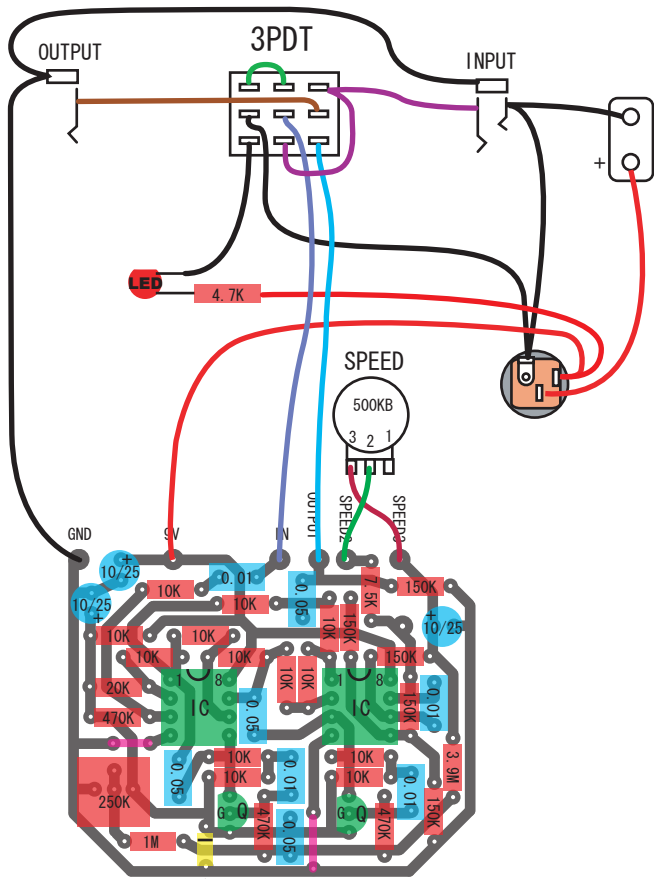 3PDT
OUTPUT
INPUT
+
LED
4.7K
SPEED
500KB
3 2 1
GND
9V
IN
OUTPUT
SPEED2
SPEED3
+
10/25
10K
0.01
7.5K
150K
10/25
+
10K
0.05
10K
150K
+
10/25
10K
10K
10K
10K
150K
1 8
IC
10K
10K
1 8
IC
20K
470K
0.05
150K
0.01
0.05
10K
10K
0.01
10K
10K
0.01
3.9M
250K
G Q
470K
0.05
G Q
470K
150K
1M